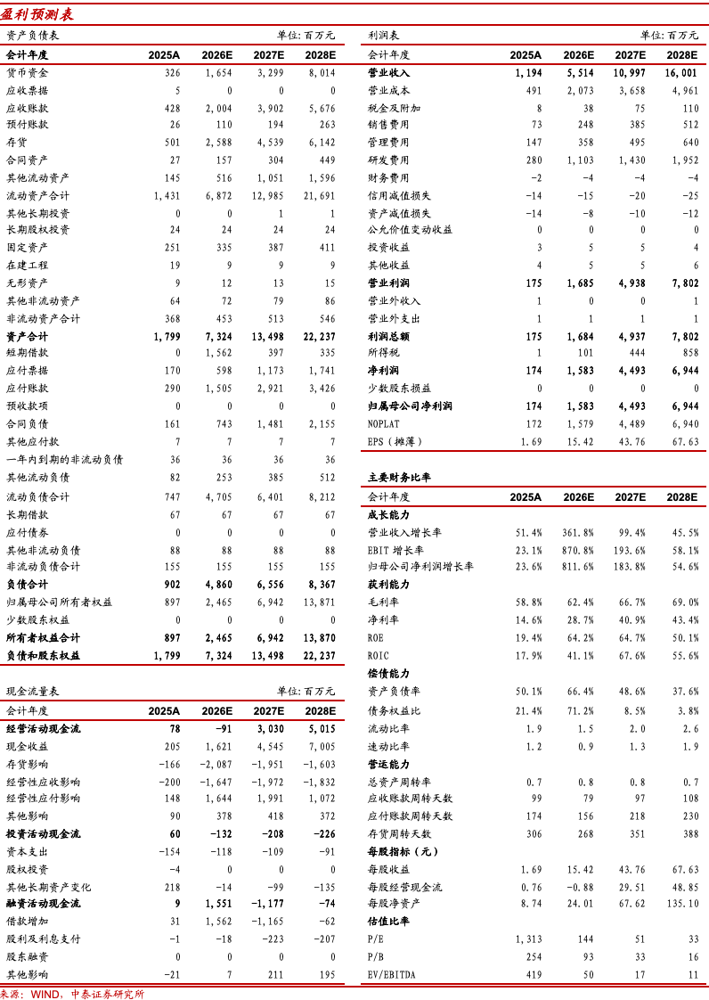 盈利预测表
资产负债表 单位:百万元
会计年度 2025A 2026E 2027E 2028E
货币资金 326 1,654 3,299 8,014
应收票据 5 0 0 0
应收账款 428 2,004 3,902 5,676
预付账款 26 110 194 263
存货 501 2,588 4,539 6,142
合同资产 27 157 304 449
其他流动资产 145 516 1,051 1,596
流动资产合计 1,431 6,872 12,985 21,691
其他长期投资 0 0 1 1
长期股权投资 24 24 24 24
固定资产 251 335 387 411
在建工程 19 9 9 9
无形资产 9 12 13 15
其他非流动资产 64 72 79 86
非流动资产合计 368 453 513 546
资产合计 1,799 7,324 13,498 22,237
短期借款 0 1,562 397 335
应付票据 170 598 1,173 1,741
应付账款 290 1,505 2,921 3,426
预收款项 0 0 0 0
合同负债 161 743 1,481 2,155
其他应付款 7 7 7 7
一年内到期的非流动负债 36 36 36 36
其他流动负债 82 253 385 512
流动负债合计 747 4,705 6,401 8,212
长期借款 67 67 67 67
应付债券 0 0 0 0
其他非流动负债 88 88 88 88
非流动负债合计 155 155 155 155
负债合计 902 4,860 6,556 8,367
归属母公司所有者权益 897 2,465 6,942 13,871
少数股东权益 0 0 0 0
所有者权益合计 897 2,465 6,942 13,870
负债和股东权益 1,799 7,324 13,498 22,237
现金流量表 单位:百万元
会计年度 2025A 2026E 2027E 2028E
经营活动现金流 78 -91 3,030 5,015
现金收益 205 1,621 4,545 7,005
存货影响 -166 -2,087 -1,951 -1,603
经营性应收影响 -200 -1,647 -1,972 -1,832
经营性应付影响 148 1,644 1,991 1,072
其他影响 90 378 418 372
投资活动现金流 60 -132 -208 -226
资本支出 -154 -118 -109 -91
股权投资 -4 0 0 0
其他长期资产变化 218 -14 -99 -135
融资活动现金流 9 1,551 -1,177 -74
借款增加 31 1,562 -1,165 -62
股利及利息支付 -1 -18 -223 -207
股东融资 0 0 0 0
其他影响 -21 7 211 195
利润表 单位:百万元
会计年度 2025A 2026E 2027E 2028E
营业收入 1,194 5,514 10,997 16,001
营业成本 491 2,073 3,658 4,961
税金及附加 8 38 75 110
销售费用 73 248 385 512
管理费用 147 358 495 640
研发费用 280 1,103 1,430 1,952
财务费用 -2 -4 -4 -4
信用减值损失 -14 -15 -20 -25
资产减值损失 -14 -8 -10 -12
公允价值变动收益 0 0 0 0
投资收益 3 5 5 4
其他收益 4 5 5 6
营业利润 175 1,685 4,938 7,802
营业外收入 1 0 0 1
营业外支出 1 1 1 1
利润总额 175 1,684 4,937 7,802
所得税 1 101 444 858
净利润 174 1,583 4,493 6,944
少数股东损益 0 0 0 0
归属母公司净利润 174 1,583 4,493 6,944
NOPLAT 172 1,579 4,489 6,940
EPS（摊薄） 1.69 15.42 43.76 67.63
主要财务比率
会计年度 2025A 2026E 2027E 2028E
成长能力
营业收入增长率 51.4% 361.8% 99.4% 45.5%
EBIT增长率 23.1% 870.8% 193.6% 58.1%
归母公司净利润增长率 23.6% 811.6% 183.8% 54.6%
获利能力
毛利率 58.8% 62.4% 66.7% 69.0%
净利率 14.6% 28.7% 40.9% 43.4%
ROE 19.4% 64.2% 64.7% 50.1%
ROIC 17.9% 41.1% 67.6% 55.6%
偿债能力
资产负债率 50.1% 66.4% 48.6% 37.6%
债务权益比 21.4% 71.2% 8.5% 3.8%
流动比率 1.9 1.5 2.0 2.6
速动比率 1.2 0.9 1.3 1.9
营运能力
总资产周转率 0.7 0.8 0.8 0.7
应收账款周转天数 99 79 97 108
应付账款周转天数 174 156 218 230
存货周转天数 306 268 351 388
每股指标（元）
每股收益 1.69 15.42 43.76 67.63
每股经营现金流 0.76 -0.88 29.51 48.85
每股净资产 8.74 24.01 67.62 135.10
估值比率
P/E 1,313 144 51 33
P/B 254 93 33 16
EV/EBITDA 419 50 17 11
来源：WIND，中泰证券研究所